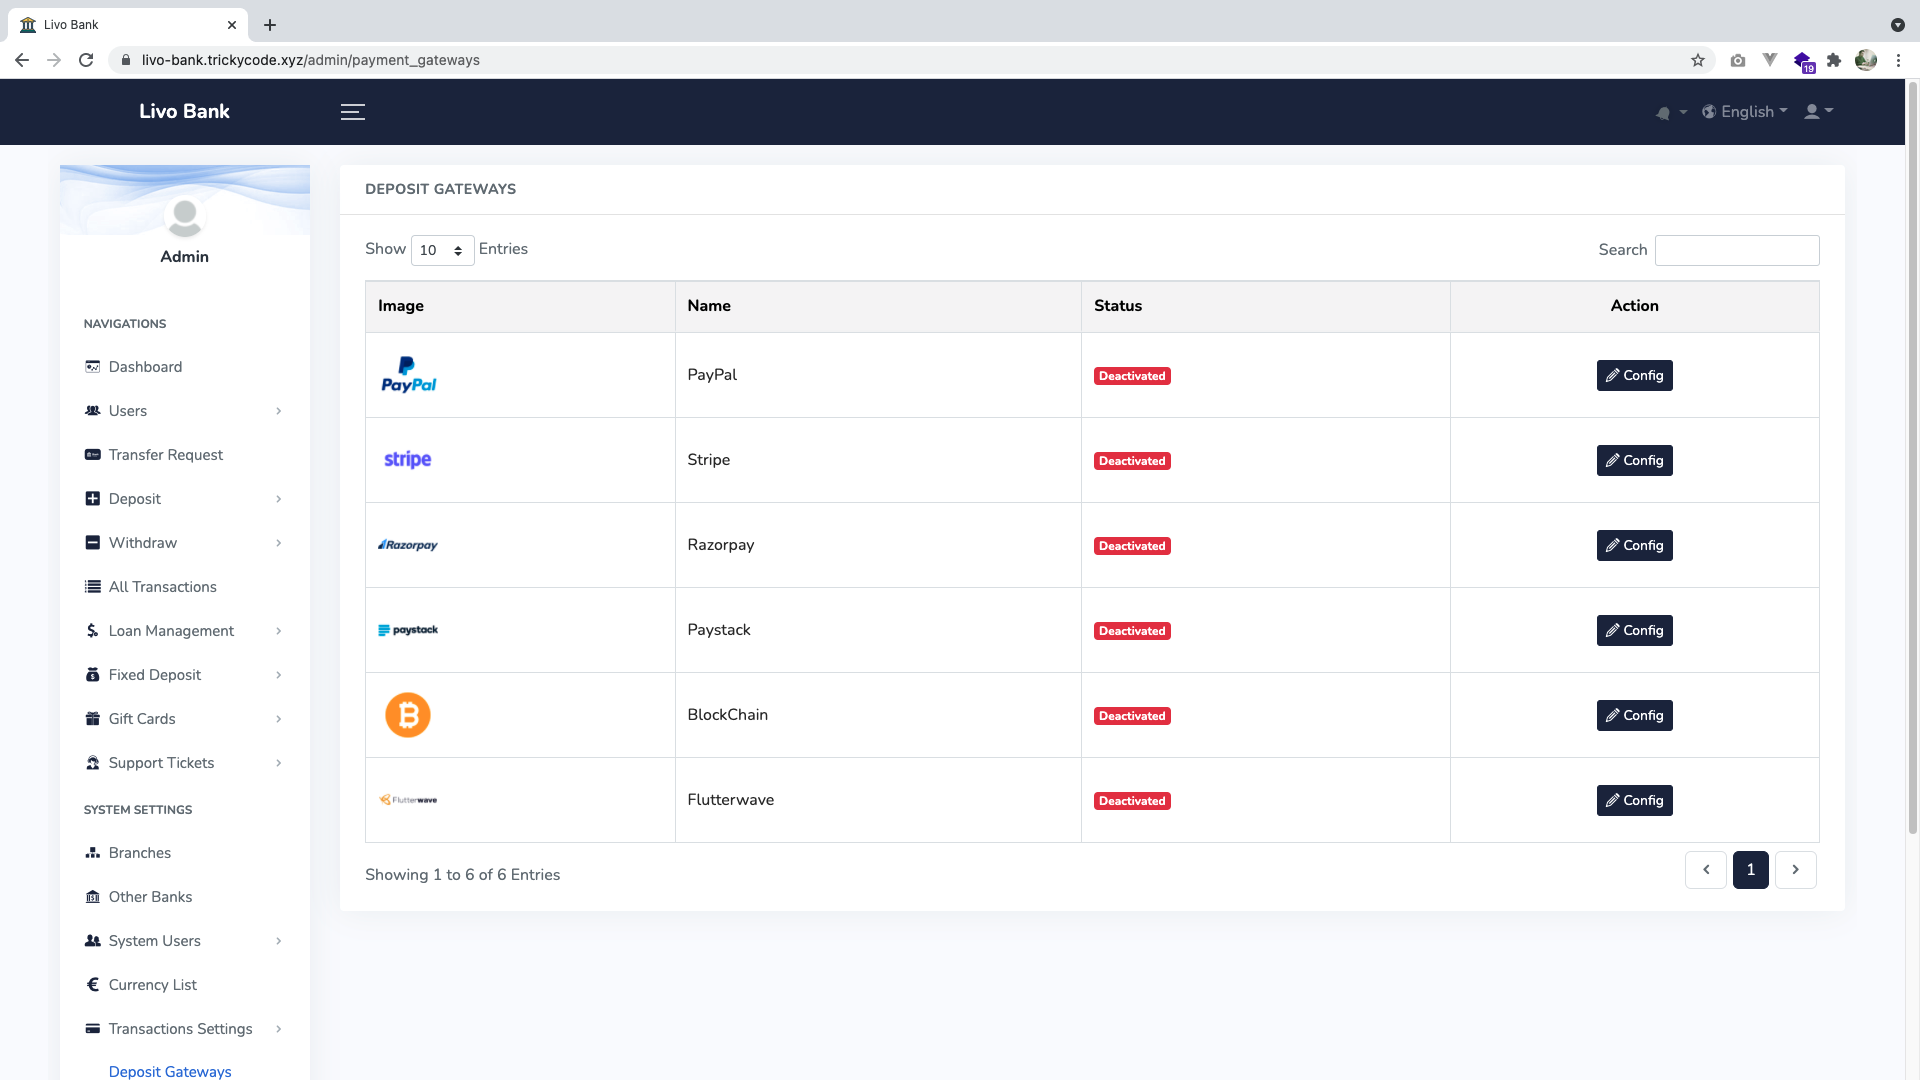 Livo Bank
livo-bank.trickycode.xyz/admin/payment_gateways
19
Livo Bank
English
Admin
NAVIGATIONS
Dashboard
Users
Transfer Request
Deposit
Withdraw
All Transactions
Loan Management
Fixed Deposit
Gift Cards
Support Tickets
SYSTEM SETTINGS
Branches
Other Banks
System Users
Currency List
Transactions Settings
Deposit Gateways
DEPOSIT GATEWAYS
Show 10 Entries
Search
Image Name Status Action
PayPal PayPal Deactivated Config
stripe Stripe Deactivated Config
Razorpay Razorpay Deactivated Config
paystack Paystack Deactivated Config
BlockChain Deactivated Config
Flutterwave Flutterwave Deactivated Config
Showing 1 to 6 of 6 Entries
1